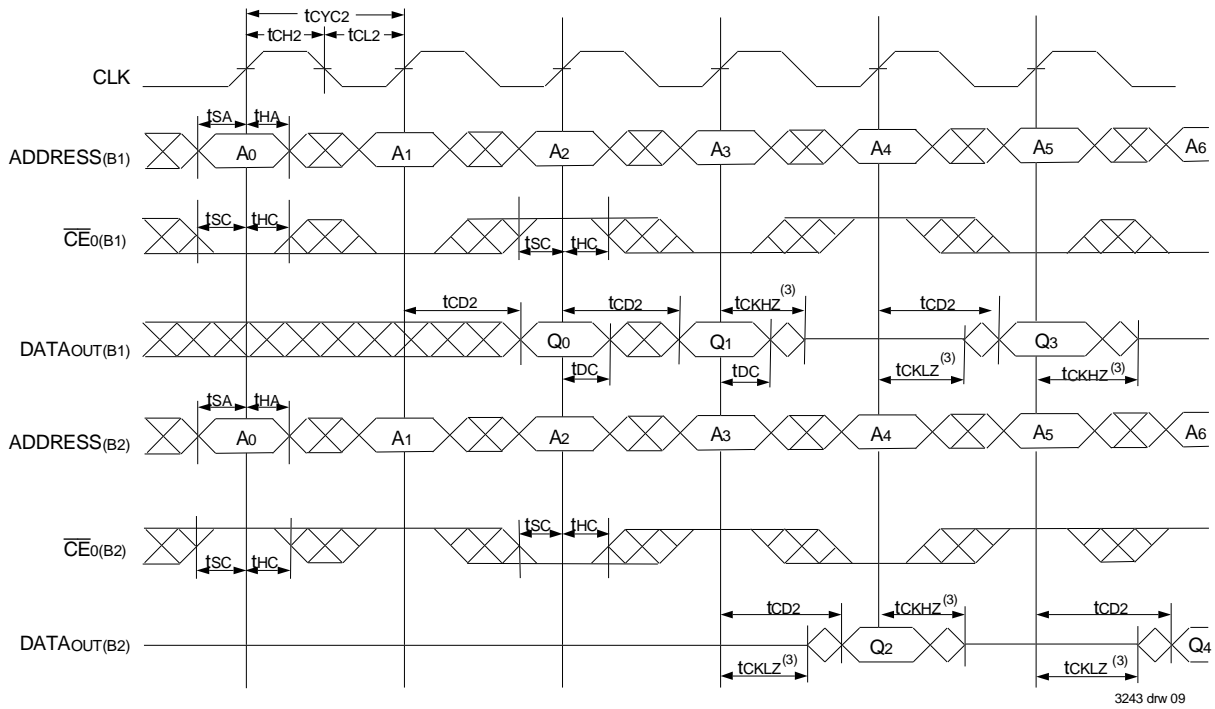 tCYC2
tCH2 tCL2
CLK
tSA tHA
ADDRESS(B1) A0 A1 A2 A3 A4 A5 A6
tSC tHC
CE0(B1)
tSC tHC
tCD2 tCD2 tCKHZ(3) tCD2
DATAOUT(B1) Q0 Q1 Q3
tDC tDC tCKLZ(3) tCKHZ(3)
tSA tHA
ADDRESS(B2) A0 A1 A2 A3 A4 A5 A6
tSC tHC
CE0(B2)
tSC tHC
tCD2 tCKHZ(3) tCD2
DATAOUT(B2) Q2 Q4
tCKLZ(3) tCKLZ(3)
3243 drw 09